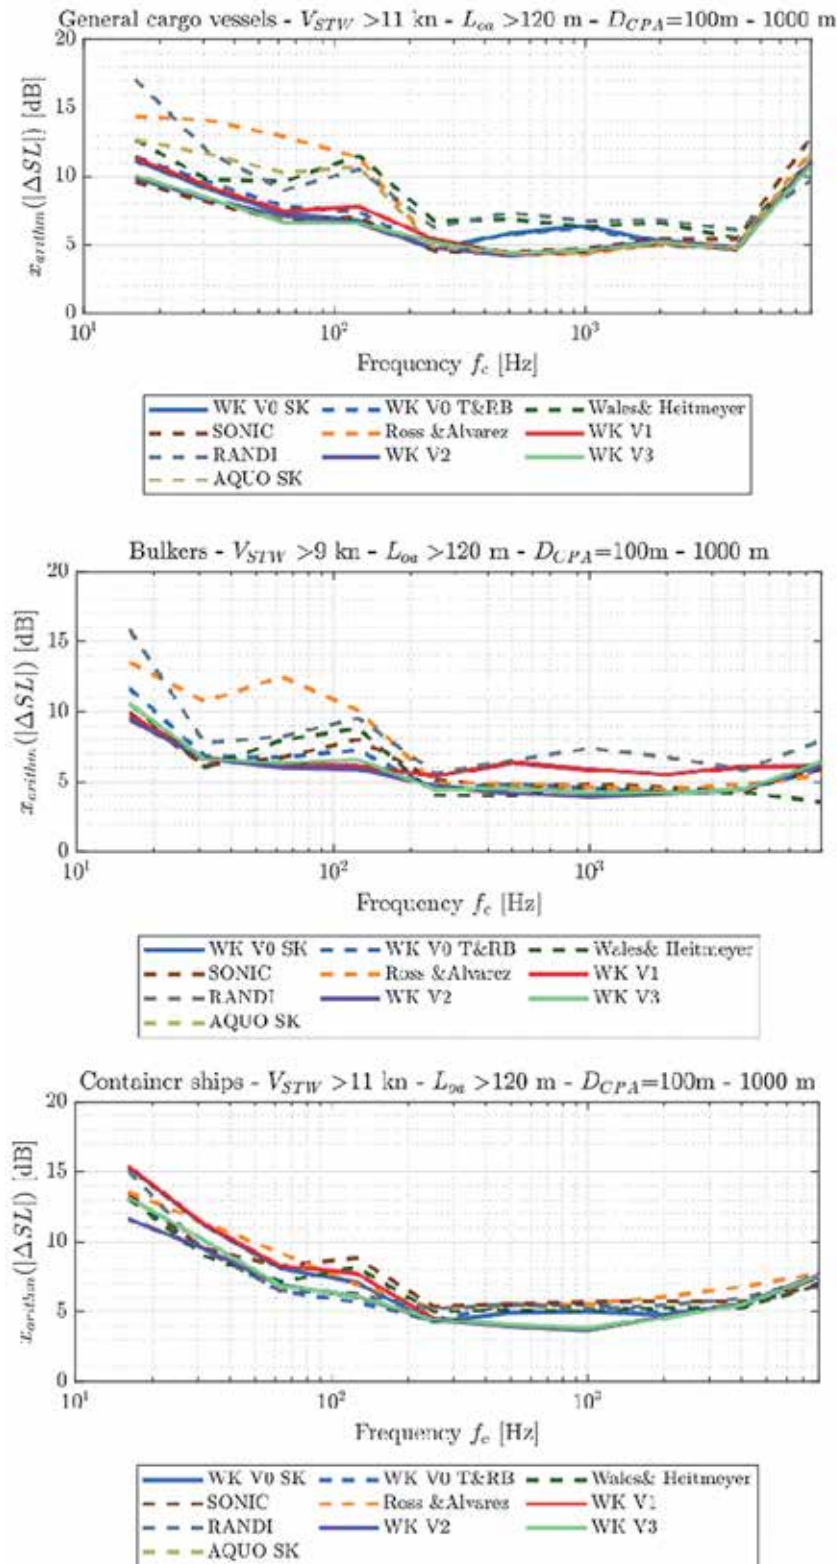 General cargo vessels - V_STW >11 kn - L_oa >120 m - D_CPA=100m - 1000 m
20
15
10
5
0
x_arithm(|ΔSL|) [dB]
10^1 10^2 10^3
Frequency f_c [Hz]
WK V0 SK WK V0 T&RB Wales& Heitmeyer
SONIC Ross &Alvarez WK V1
RANDI WK V2 WK V3
AQUO SK
Bulkers - V_STW >9 kn - L_oa >120 m - D_CPA=100m - 1000 m
20
15
10
5
0
x_arithm(|ΔSL|) [dB]
10^1 10^2 10^3
Frequency f_c [Hz]
WK V0 SK WK V0 T&RB Wales& Heitmeyer
SONIC Ross &Alvarez WK V1
RANDI WK V2 WK V3
AQUO SK
Container ships - V_STW >11 kn - L_oa >120 m - D_CPA=100m - 1000 m
20
15
10
5
0
x_arithm(|ΔSL|) [dB]
10^1 10^2 10^3
Frequency f_c [Hz]
WK V0 SK WK V0 T&RB Wales& Heitmeyer
SONIC Ross &Alvarez WK V1
RANDI WK V2 WK V3
AQUO SK